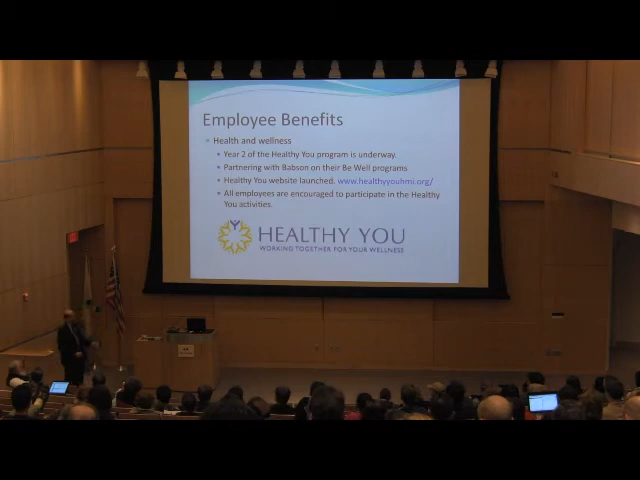 Employee Benefits
Health and wellness
Year 2 of the Healthy You program is underway.
Partnering with Babson on their Be Well programs
Healthy You website launched. www.healthyyouhmi.org/
All employees are encouraged to participate in the Healthy
You activities.
HEALTHY YOU
WORKING TOGETHER FOR YOUR WELLNESS